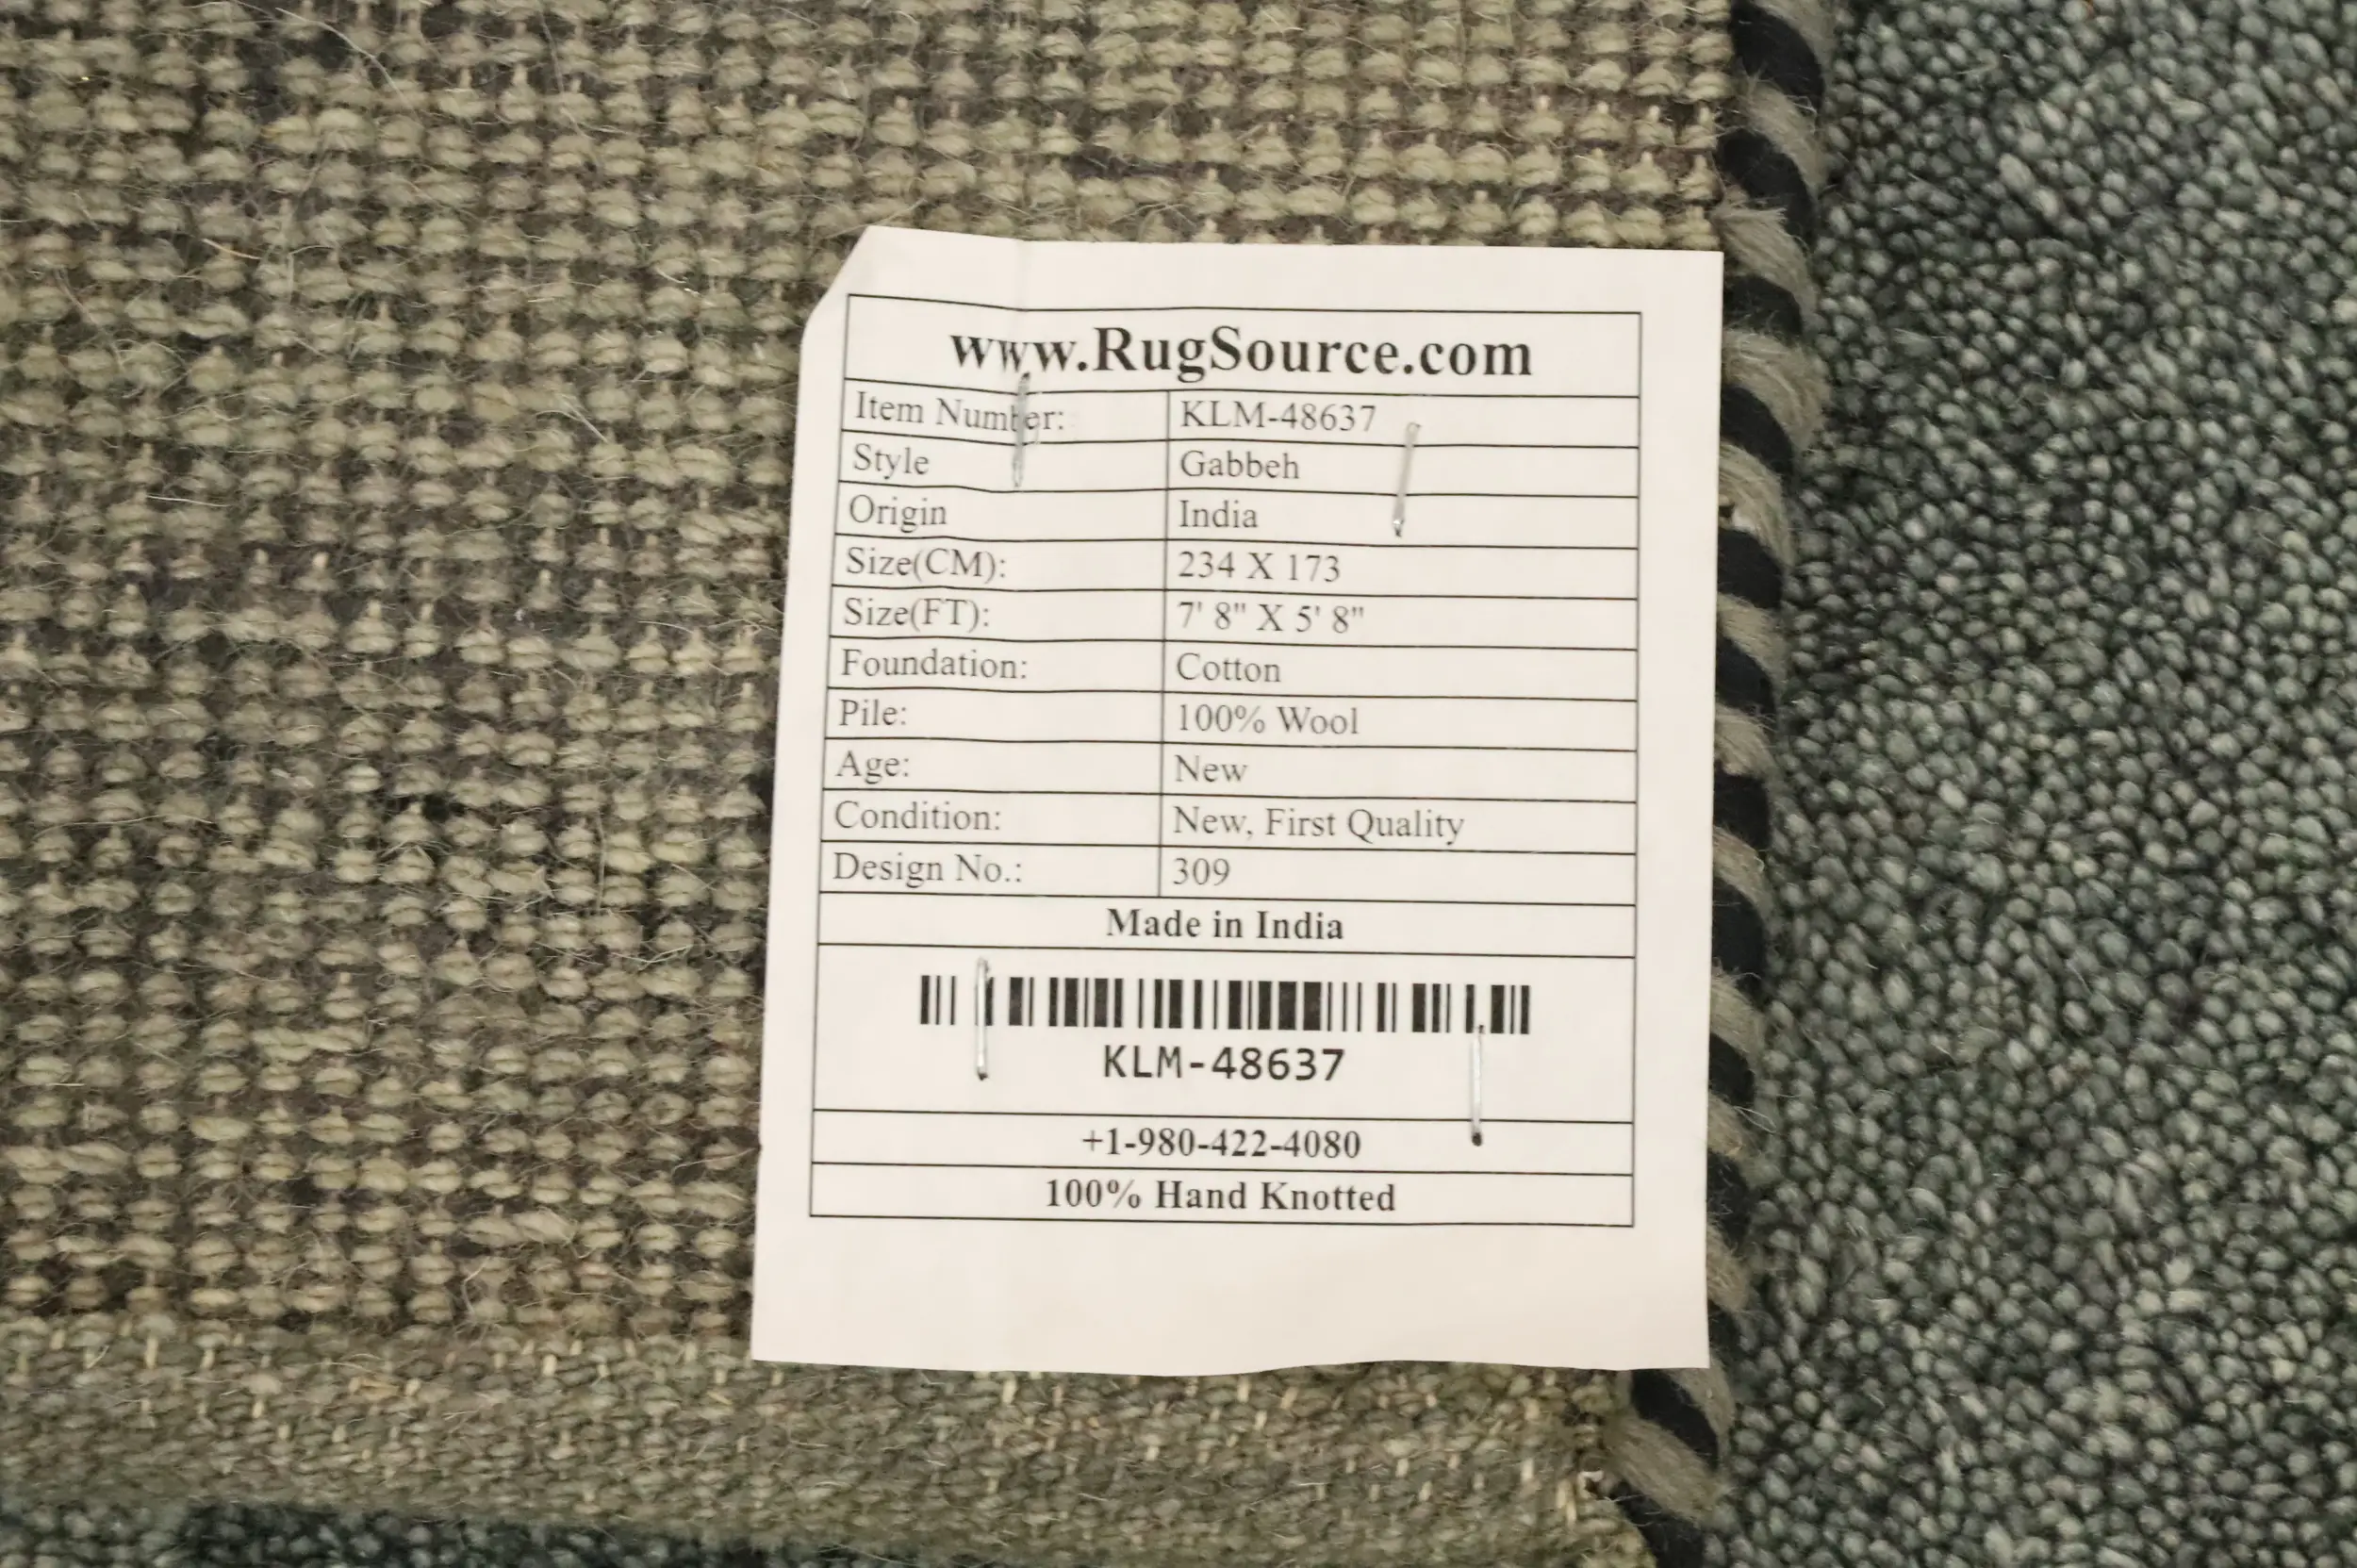 www.RugSource.com
Item Number: KLM-48637
Style Gabbeh
Origin India
Size(CM): 234 X 173
Size(FT): 7' 8" X 5' 8"
Foundation: Cotton
Pile: 100% Wool
Age: New
Condition: New, First Quality
Design No.: 309
Made in India
KLM-48637
+1-980-422-4080
100% Hand Knotted